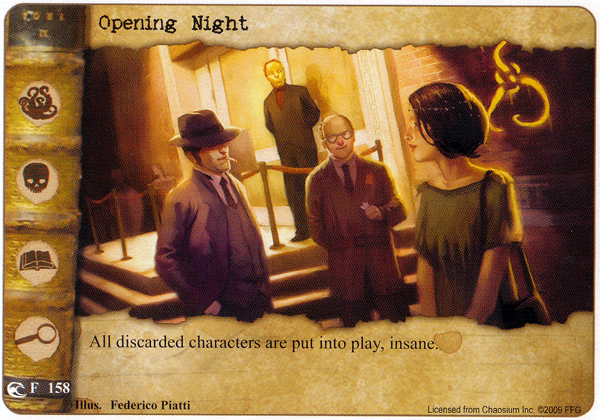 Opening Night
All discarded characters are put into play, insane.
F 158
Illus. Federico Piatti
Licensed from Chaosium Inc. ©2009 FFG